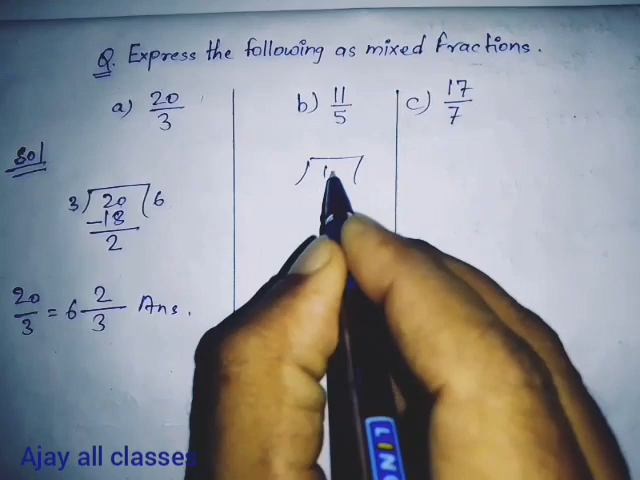 Q. Express the following as mixed fractions.
a) 20/3
b) 11/5
c) 17/7
Sol
3) 20 (6
-18
2
20/3 = 6 2/3 Ans.
LINC
Ajay all classes